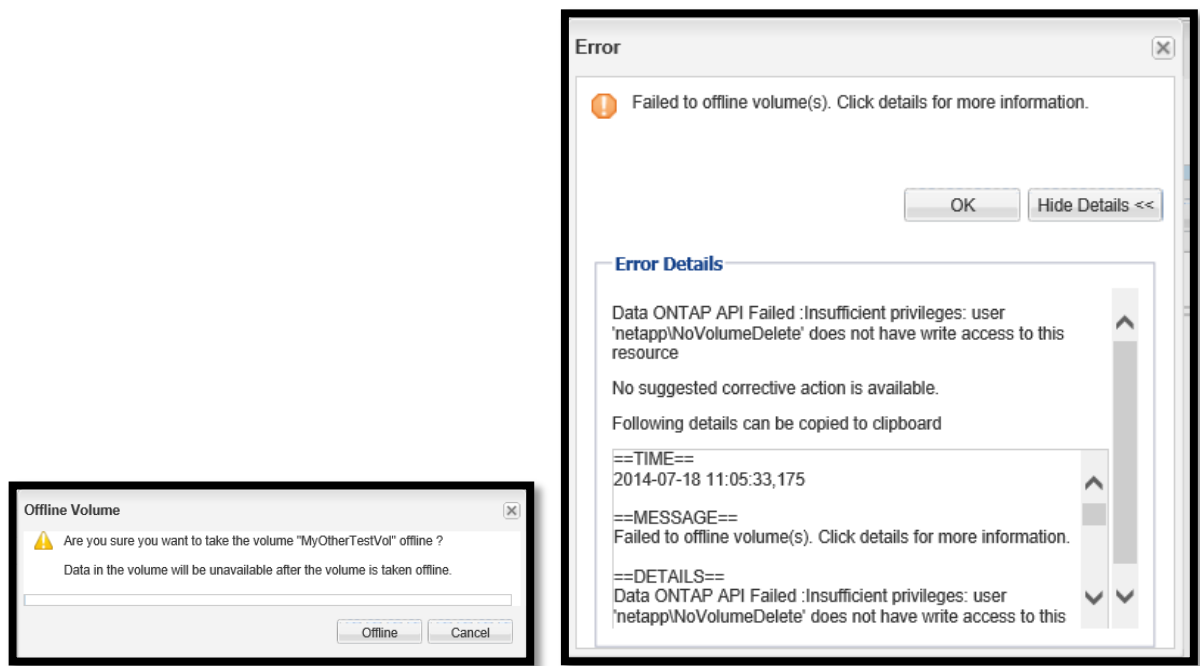 Offline Volume
Are you sure you want to take the volume "MyOtherTestVol" offline ?
Data in the volume will be unavailable after the volume is taken offline.
Offline
Cancel
Error
Failed to offline volume(s). Click details for more information.
OK
Hide Details <<
Error Details
Data ONTAP API Failed :Insufficient privileges: user
'netapp\NoVolumeDelete' does not have write access to this
resource
No suggested corrective action is available.
Following details can be copied to clipboard
==TIME==
2014-07-18 11:05:33,175
==MESSAGE==
Failed to offline volume(s). Click details for more information.
==DETAILS==
Data ONTAP API Failed :Insufficient privileges: user
'netapp\NoVolumeDelete' does not have write access to this